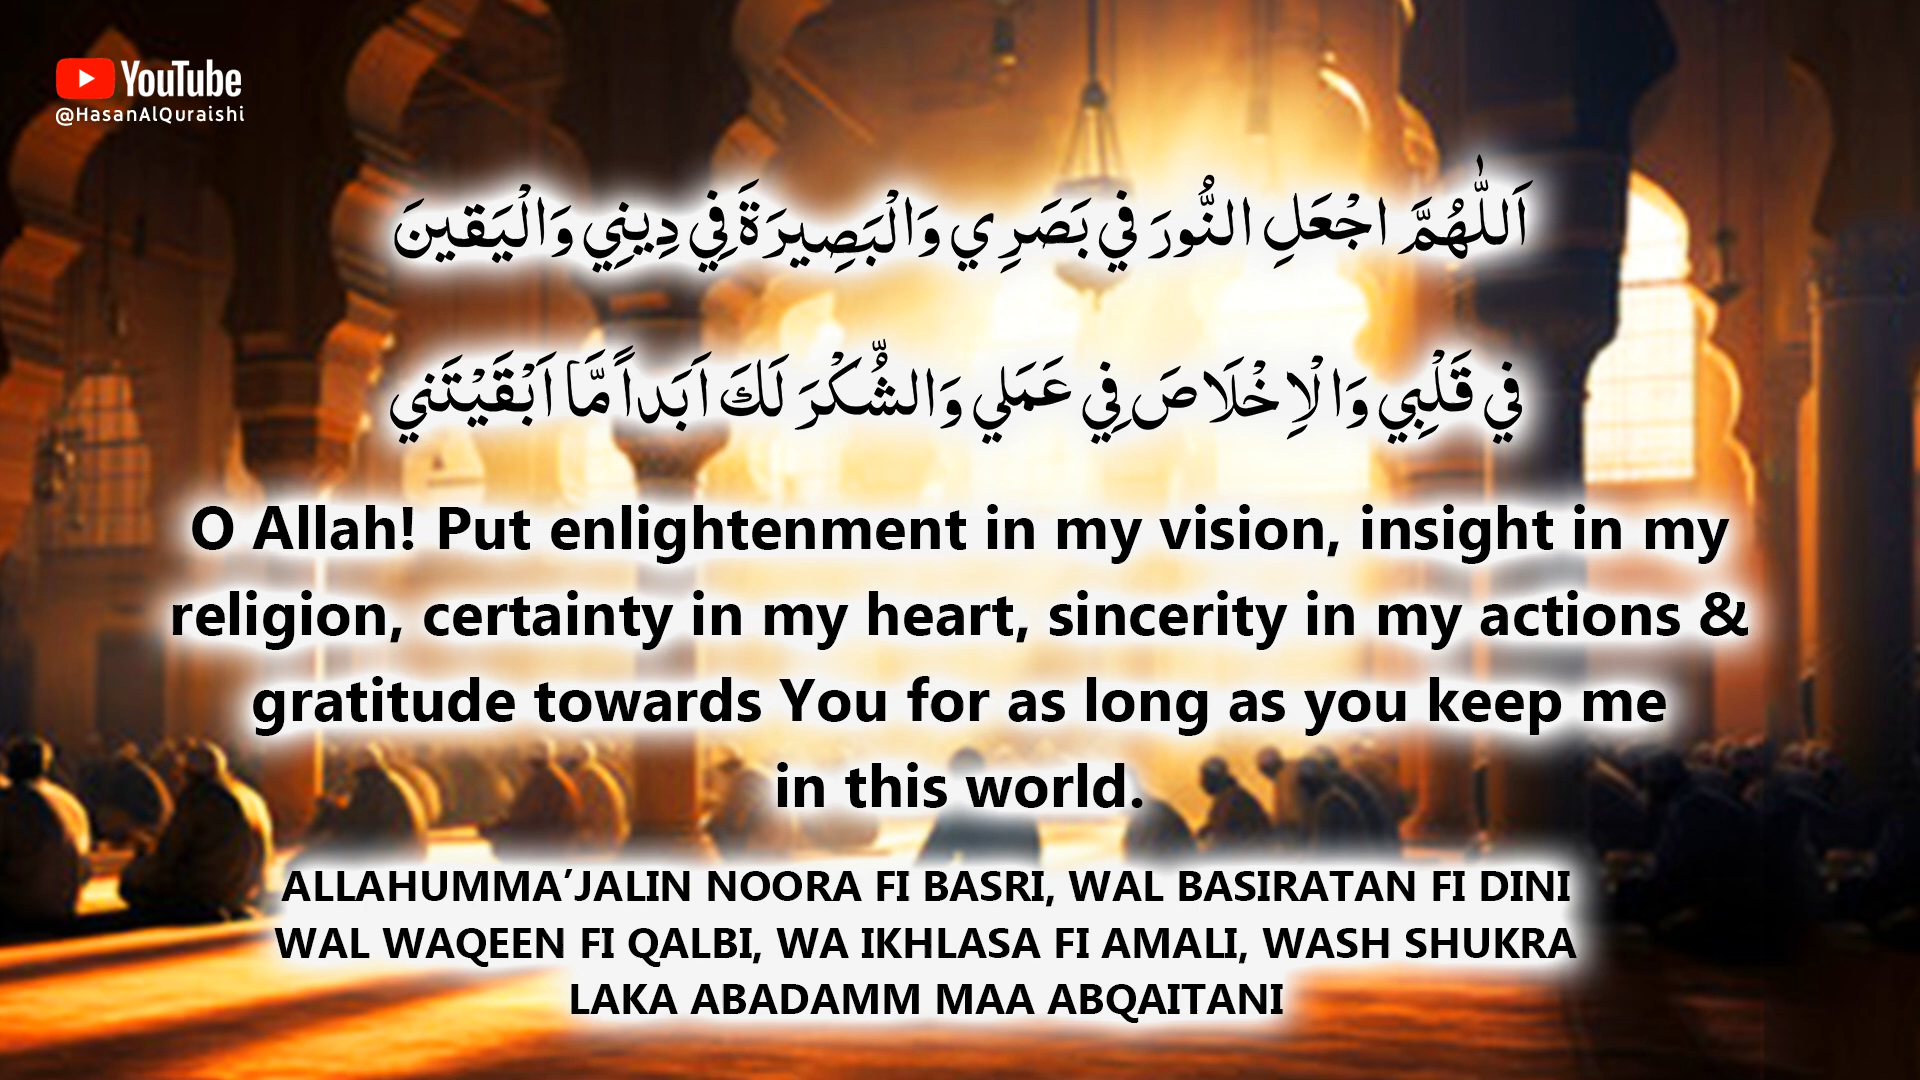 YouTube
@HasanAlQuraishi
اَللّٰهُمَّ اجْعَلِ النُّورَ فِي بَصَرِي وَالْبَصِيرَةَ فِي دِينِي وَالْيَقينَ
فِي قَلْبِي وَالْاِخْلَاصَ فِي عَمَلِي وَالشُّكْرَ لَكَ اَبَداً مَّا اَبْقَيْتَني
O Allah! Put enlightenment in my vision, insight in my
religion, certainty in my heart, sincerity in my actions &
gratitude towards You for as long as you keep me
in this world.
ALLAHUMMA’JALIN NOORA FI BASRI, WAL BASIRATAN FI DINI
WAL WAQEEN FI QALBI, WA IKHLASA FI AMALI, WASH SHUKRA
LAKA ABADAMM MAA ABQAITANI